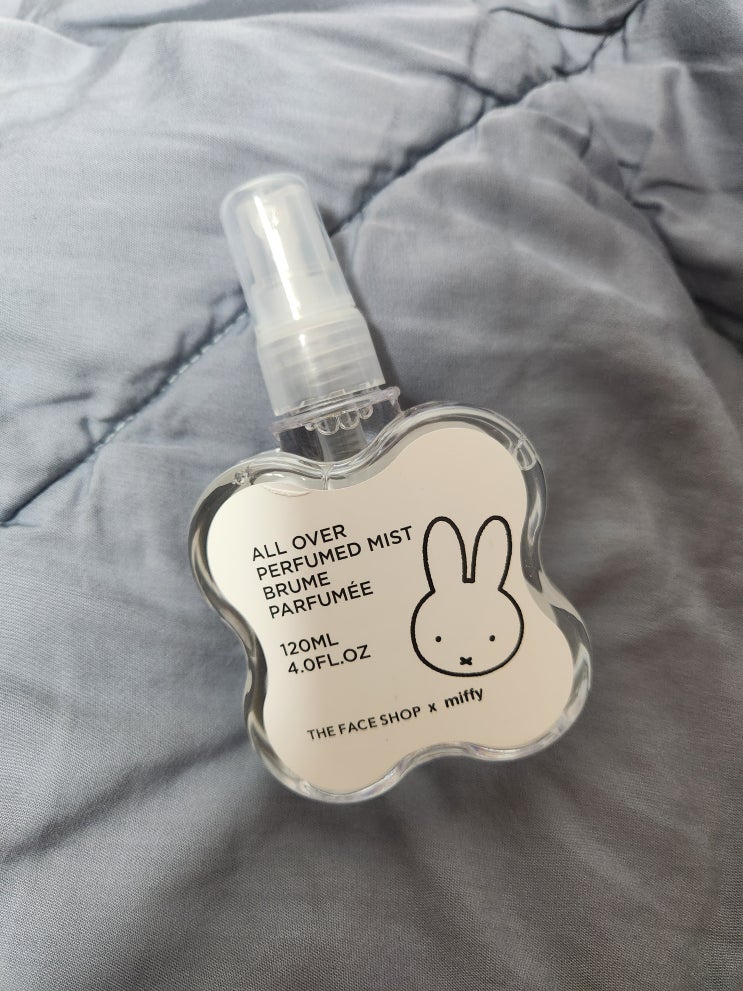 ALL OVER
PERFUMED MIST
BRUME
PARFUMÉE
120ML
4.0FL.OZ
THE FACE SHOP x miffy